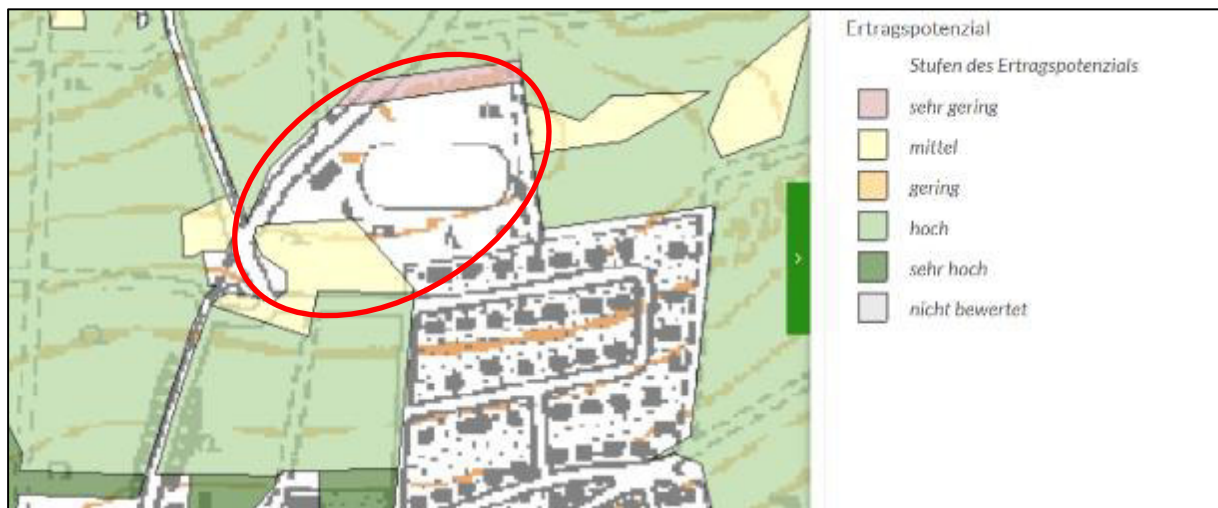 Ertragspotenzial
Stufen des Ertragspotenzials
sehr gering
mittel
gering
hoch
sehr hoch
nicht bewertet